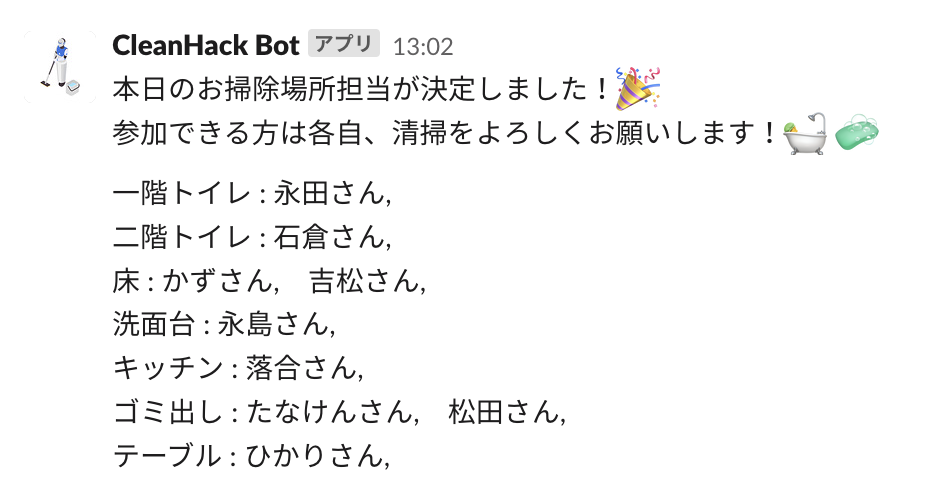 CleanHack Bot アプリ 13:02
本日のお掃除場所担当が決定しました！🎉
参加できる方は各自、清掃をよろしくお願いします！🛀🧼
一階トイレ : 永田さん,
二階トイレ : 石倉さん,
床 : かずさん,　吉松さん,
洗面台 : 永島さん,
キッチン : 落合さん,
ゴミ出し : たなけんさん,　松田さん,
テーブル : ひかりさん,